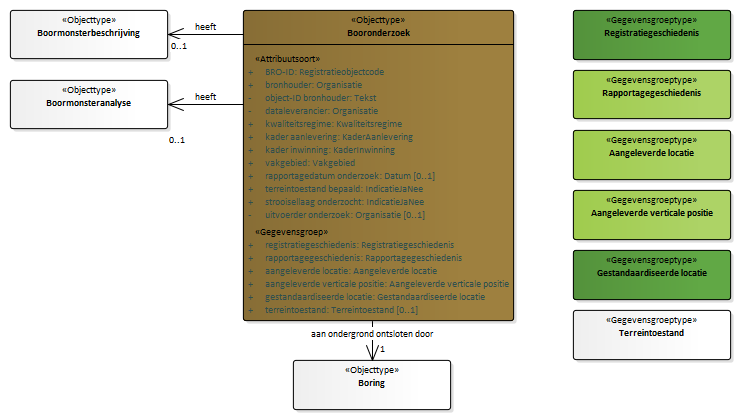 «Objecttype»
Boormonsterbeschrijving
heeft
0..1
«Objecttype»
Boormonsteranalyse
heeft
0..1
«Objecttype»
Booronderzoek
«Attribuutsoort»
+ BRO-ID: Registratieobjectcode
+ bronhouder: Organisatie
- object-ID bronhouder: Tekst
- dataleverancier: Organisatie
+ kwaliteitsregime: Kwaliteitsregime
+ kader aanlevering: KaderAanlevering
+ kader inwinning: KaderInwinning
+ vakgebied: Vakgebied
+ rapportagedatum onderzoek: Datum [0..1]
+ terreintoestand bepaald: IndicatieJaNee
+ strooisellaag onderzocht: IndicatieJaNee
- uitvoerder onderzoek: Organisatie [0..1]
«Gegevensgroep»
+ registratiegeschiedenis: Registratiegeschiedenis
+ rapportagegeschiedenis: Rapportagegeschiedenis
+ aangeleverde locatie: Aangeleverde locatie
+ aangeleverde verticale positie: Aangeleverde verticale positie
+ gestandaardiseerde locatie: Gestandaardiseerde locatie
+ terreintoestand: Terreintoestand [0..1]
aan ondergrond ontsloten door
1
«Objecttype»
Boring
«Gegevensgroeptype»
Registratiegeschiedenis
«Gegevensgroeptype»
Rapportagegeschiedenis
«Gegevensgroeptype»
Aangeleverde locatie
«Gegevensgroeptype»
Aangeleverde verticale positie
«Gegevensgroeptype»
Gestandaardiseerde locatie
«Gegevensgroeptype»
Terreintoestand